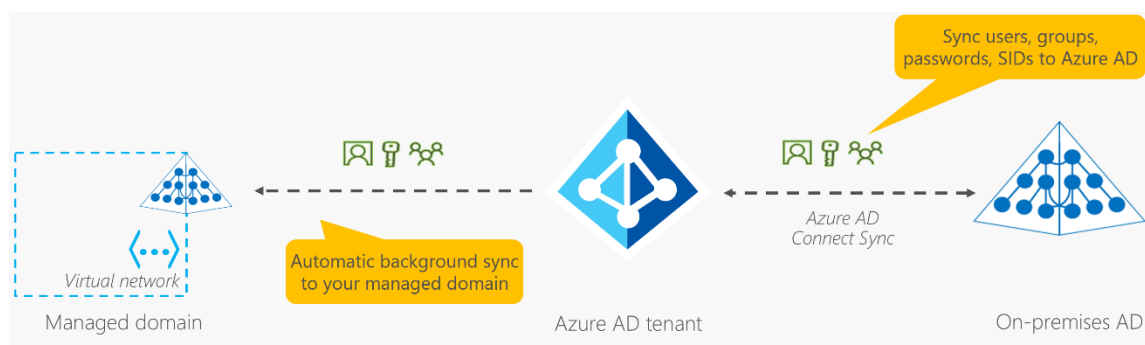 Sync users, groups,
passwords, SIDs to Azure AD
Azure AD
Connect Sync
Automatic background sync
to your managed domain
Virtual network
Managed domain
Azure AD tenant
On-premises AD